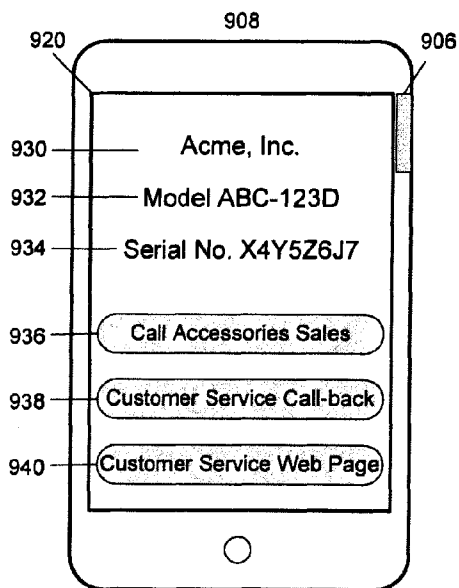 908
920
906
930
Acme, Inc.
932
Model ABC-123D
934
Serial No. X4Y5Z6J7
936
Call Accessories Sales
938
Customer Service Call-back
940
Customer Service Web Page